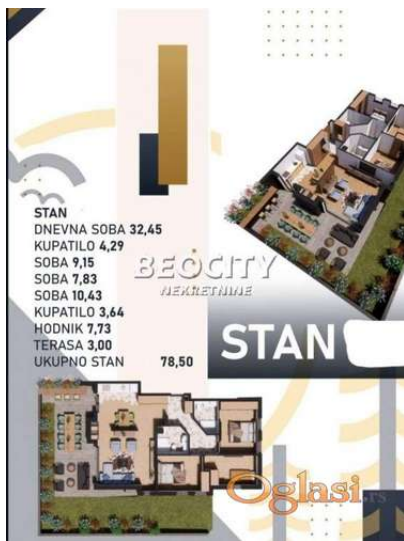 STAN
DNEVNA SOBA 32,45
KUPATILO 4,29
SOBA 9,15
SOBA 7,83
SOBA 10,43
KUPATILO 3,64
HODNIK 7,73
TERASA 3,00
UKUPNO STAN 78,50
BEOCITY
NEKRETNINE
STAN
Oglasi.rs